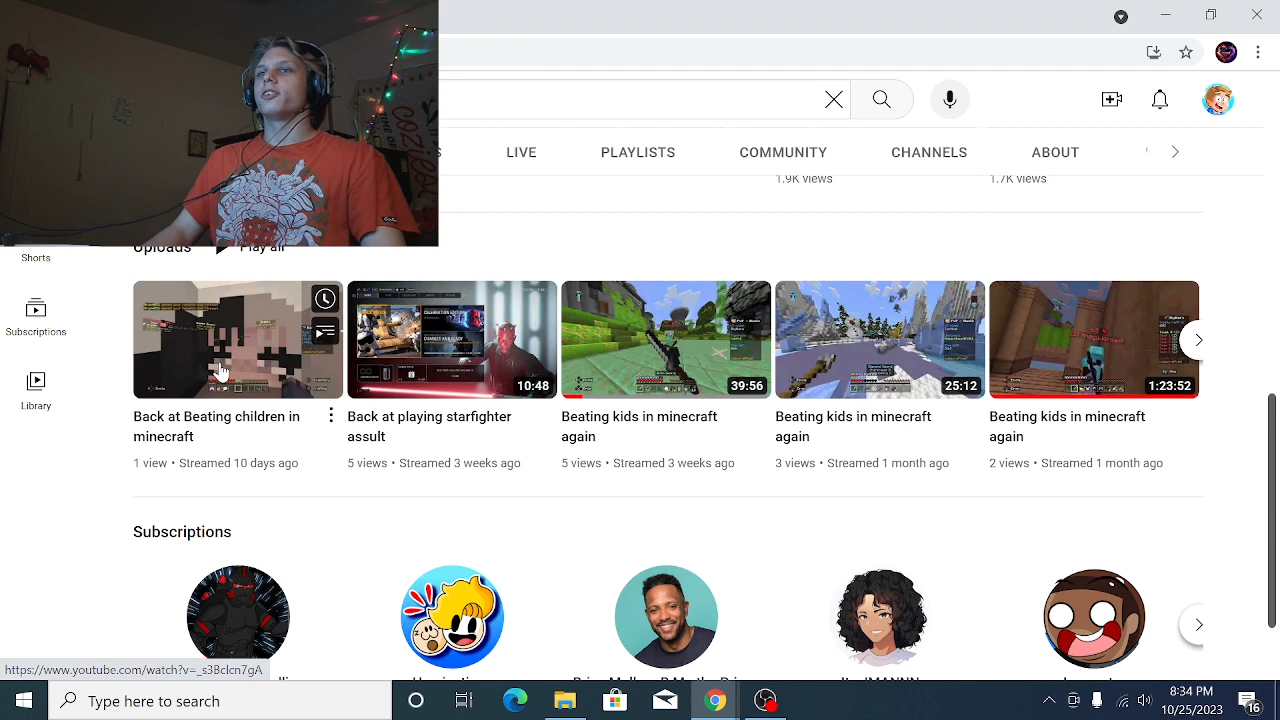 LIVE PLAYLISTS COMMUNITY CHANNELS ABOUT
1.9K views 1.7K views
Shorts
Uploads Play all
Subscriptions
Library
10:48 39:56 25:12 1:23:52
Back at Beating children in minecraft
1 view • Streamed 10 days ago
Back at playing starfighter assult
5 views • Streamed 3 weeks ago
Beating kids in minecraft again
5 views • Streamed 3 weeks ago
Beating kids in minecraft again
3 views • Streamed 1 month ago
Beating kids in minecraft again
2 views • Streamed 1 month ago
Subscriptions
https://www.youtube.com/watch?v=_s3Bclcn7gA
Type here to search
8:34 PM
10/25/2023
16